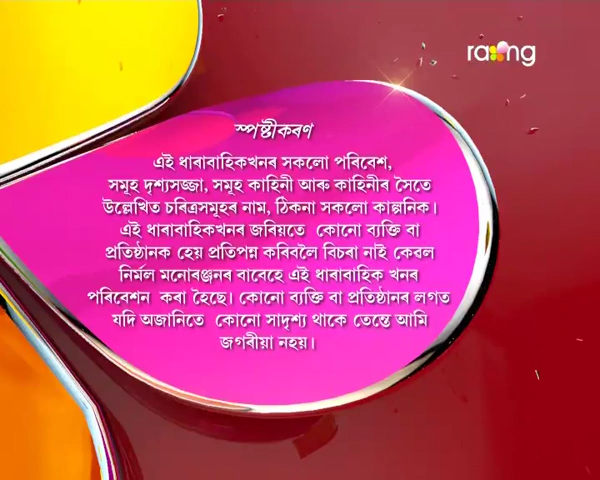 rang
স্পষ্টীকৰণ
এই ধাৰাবাহিকখনৰ সকলো পৰিবেশ,
সমূহ দৃশ্যসজ্জা, সমূহ কাহিনী আৰু কাহিনীৰ সৈতে
উল্লেখিত চৰিত্ৰসমূহৰ নাম, ঠিকনা সকলো কাল্পনিক।
এই ধাৰাবাহিকখনৰ জৰিয়তে কোনো ব্যক্তি বা
প্ৰতিষ্ঠানক হেয় প্ৰতিপন্ন কৰিবলৈ বিচৰা নাই কেৱল
নিৰ্মল মনোৰঞ্জনৰ বাবেহে এই ধাৰাবাহিক খনৰ
পৰিবেশন কৰা হৈছে। কোনো ব্যক্তি বা প্ৰতিষ্ঠানৰ লগত
যদি অজানিতে কোনো সাদৃশ্য থাকে তেন্তে আমি
জগৰীয়া নহয়।